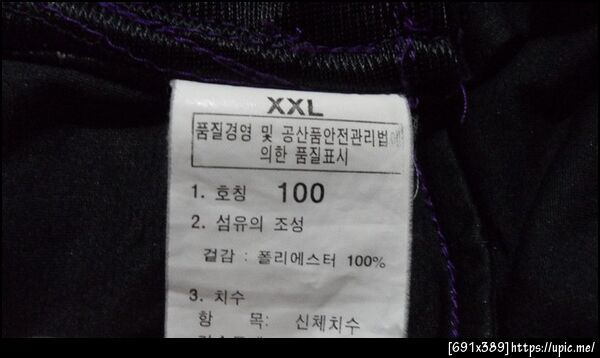 XXL
품질경영 및 공산품안전관리법에
의한 품질표시
1. 호칭 100
2. 섬유의 조성
겉감 : 폴리에스터 100%
3. 치수
항 목: 신체치수
[691x389]https://upic.me/